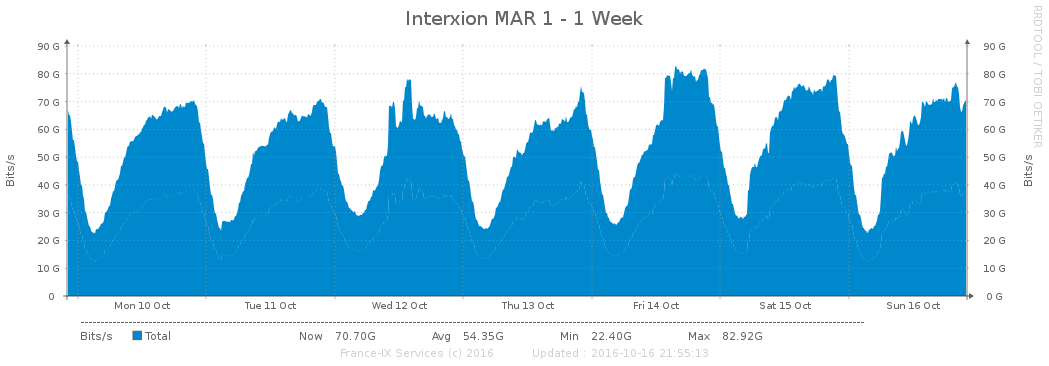 Interxion MAR 1 - 1 Week
RRDTOOL / TOBI OETIKER
Bits/s
90 G 90 G
80 G 80 G
70 G 70 G
60 G 60 G
50 G 50 G
40 G 40 G
30 G 30 G
20 G 20 G
10 G 10 G
0 0 G
Bits/s
Mon 10 Oct Tue 11 Oct Wed 12 Oct Thu 13 Oct Fri 14 Oct Sat 15 Oct Sun 16 Oct
Bits/s Total Now 70.70G Avg 54.35G Min 22.40G Max 82.92G
France-IX Services (c) 2016 Updated : 2016-10-16 21:55:13